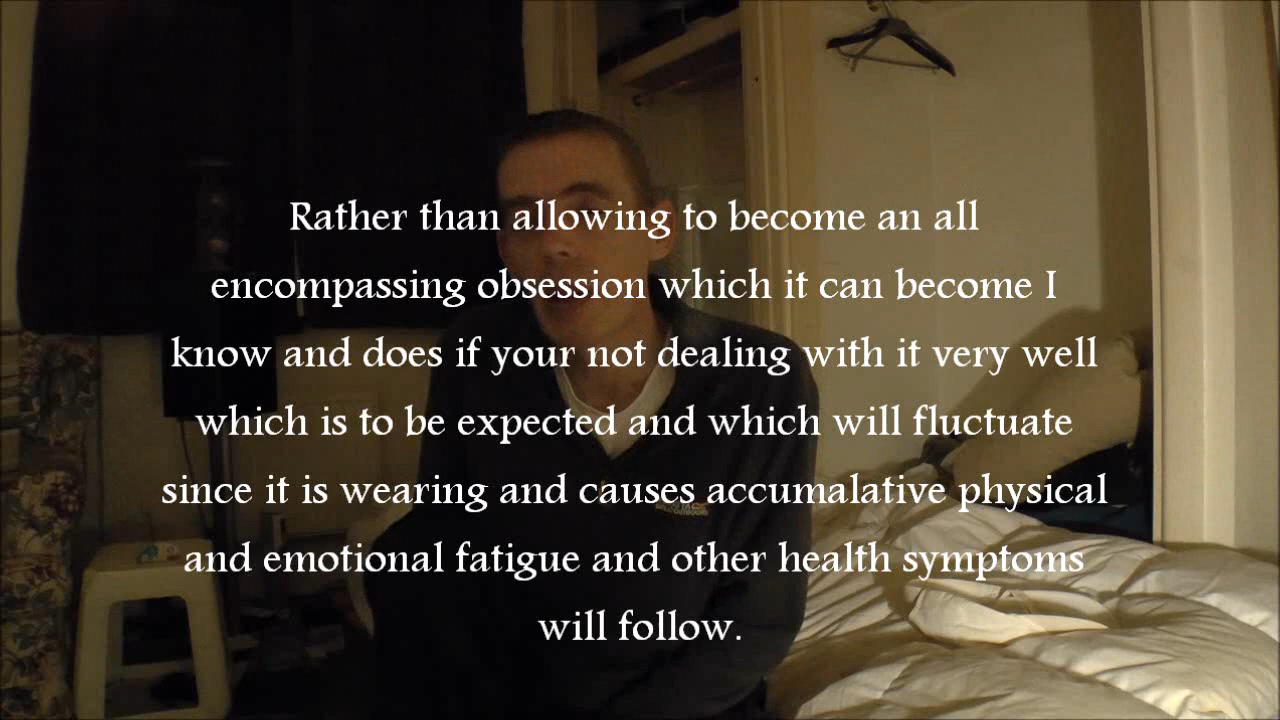 Rather than allowing to become an all
encompassing obsession which it can become I
know and does if your not dealing with it very well
which is to be expected and which will fluctuate
since it is wearing and causes accumalative physical
and emotional fatigue and other health symptoms
will follow.